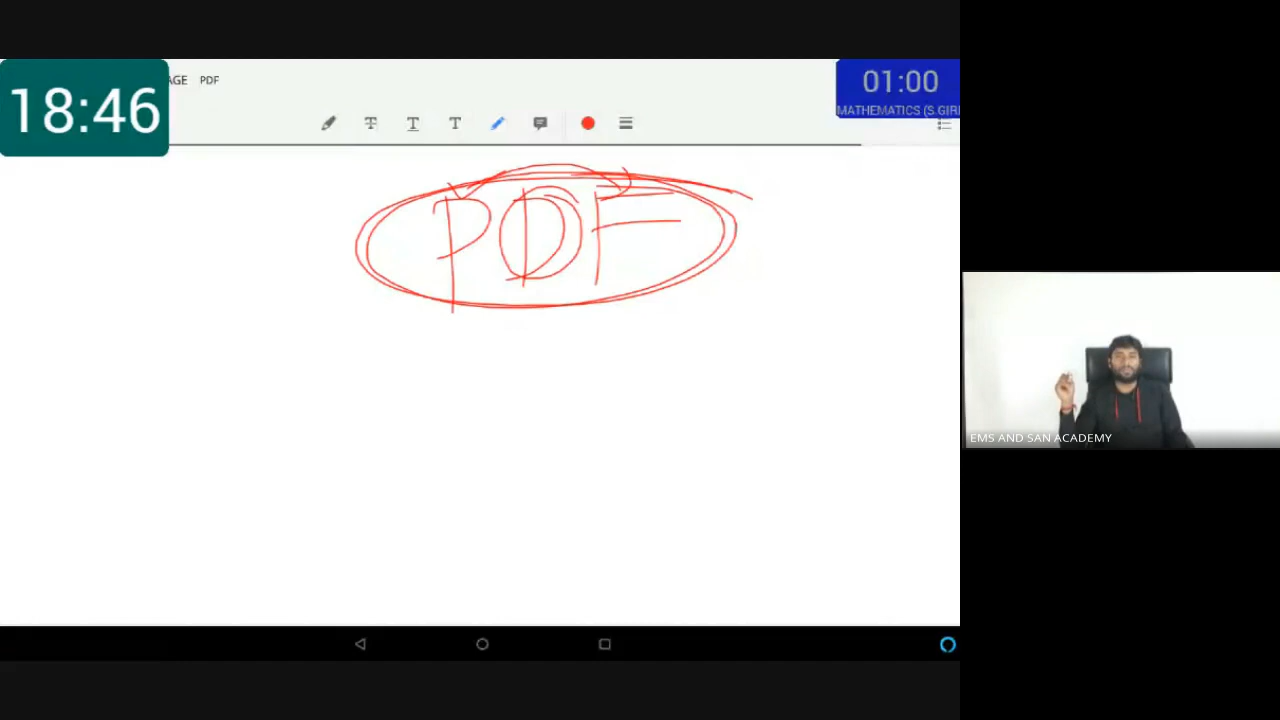 18:46
AGE PDF
01:00
MATHEMATICS (S GIRI
T T T
PDF
EMS AND SAN ACADEMY